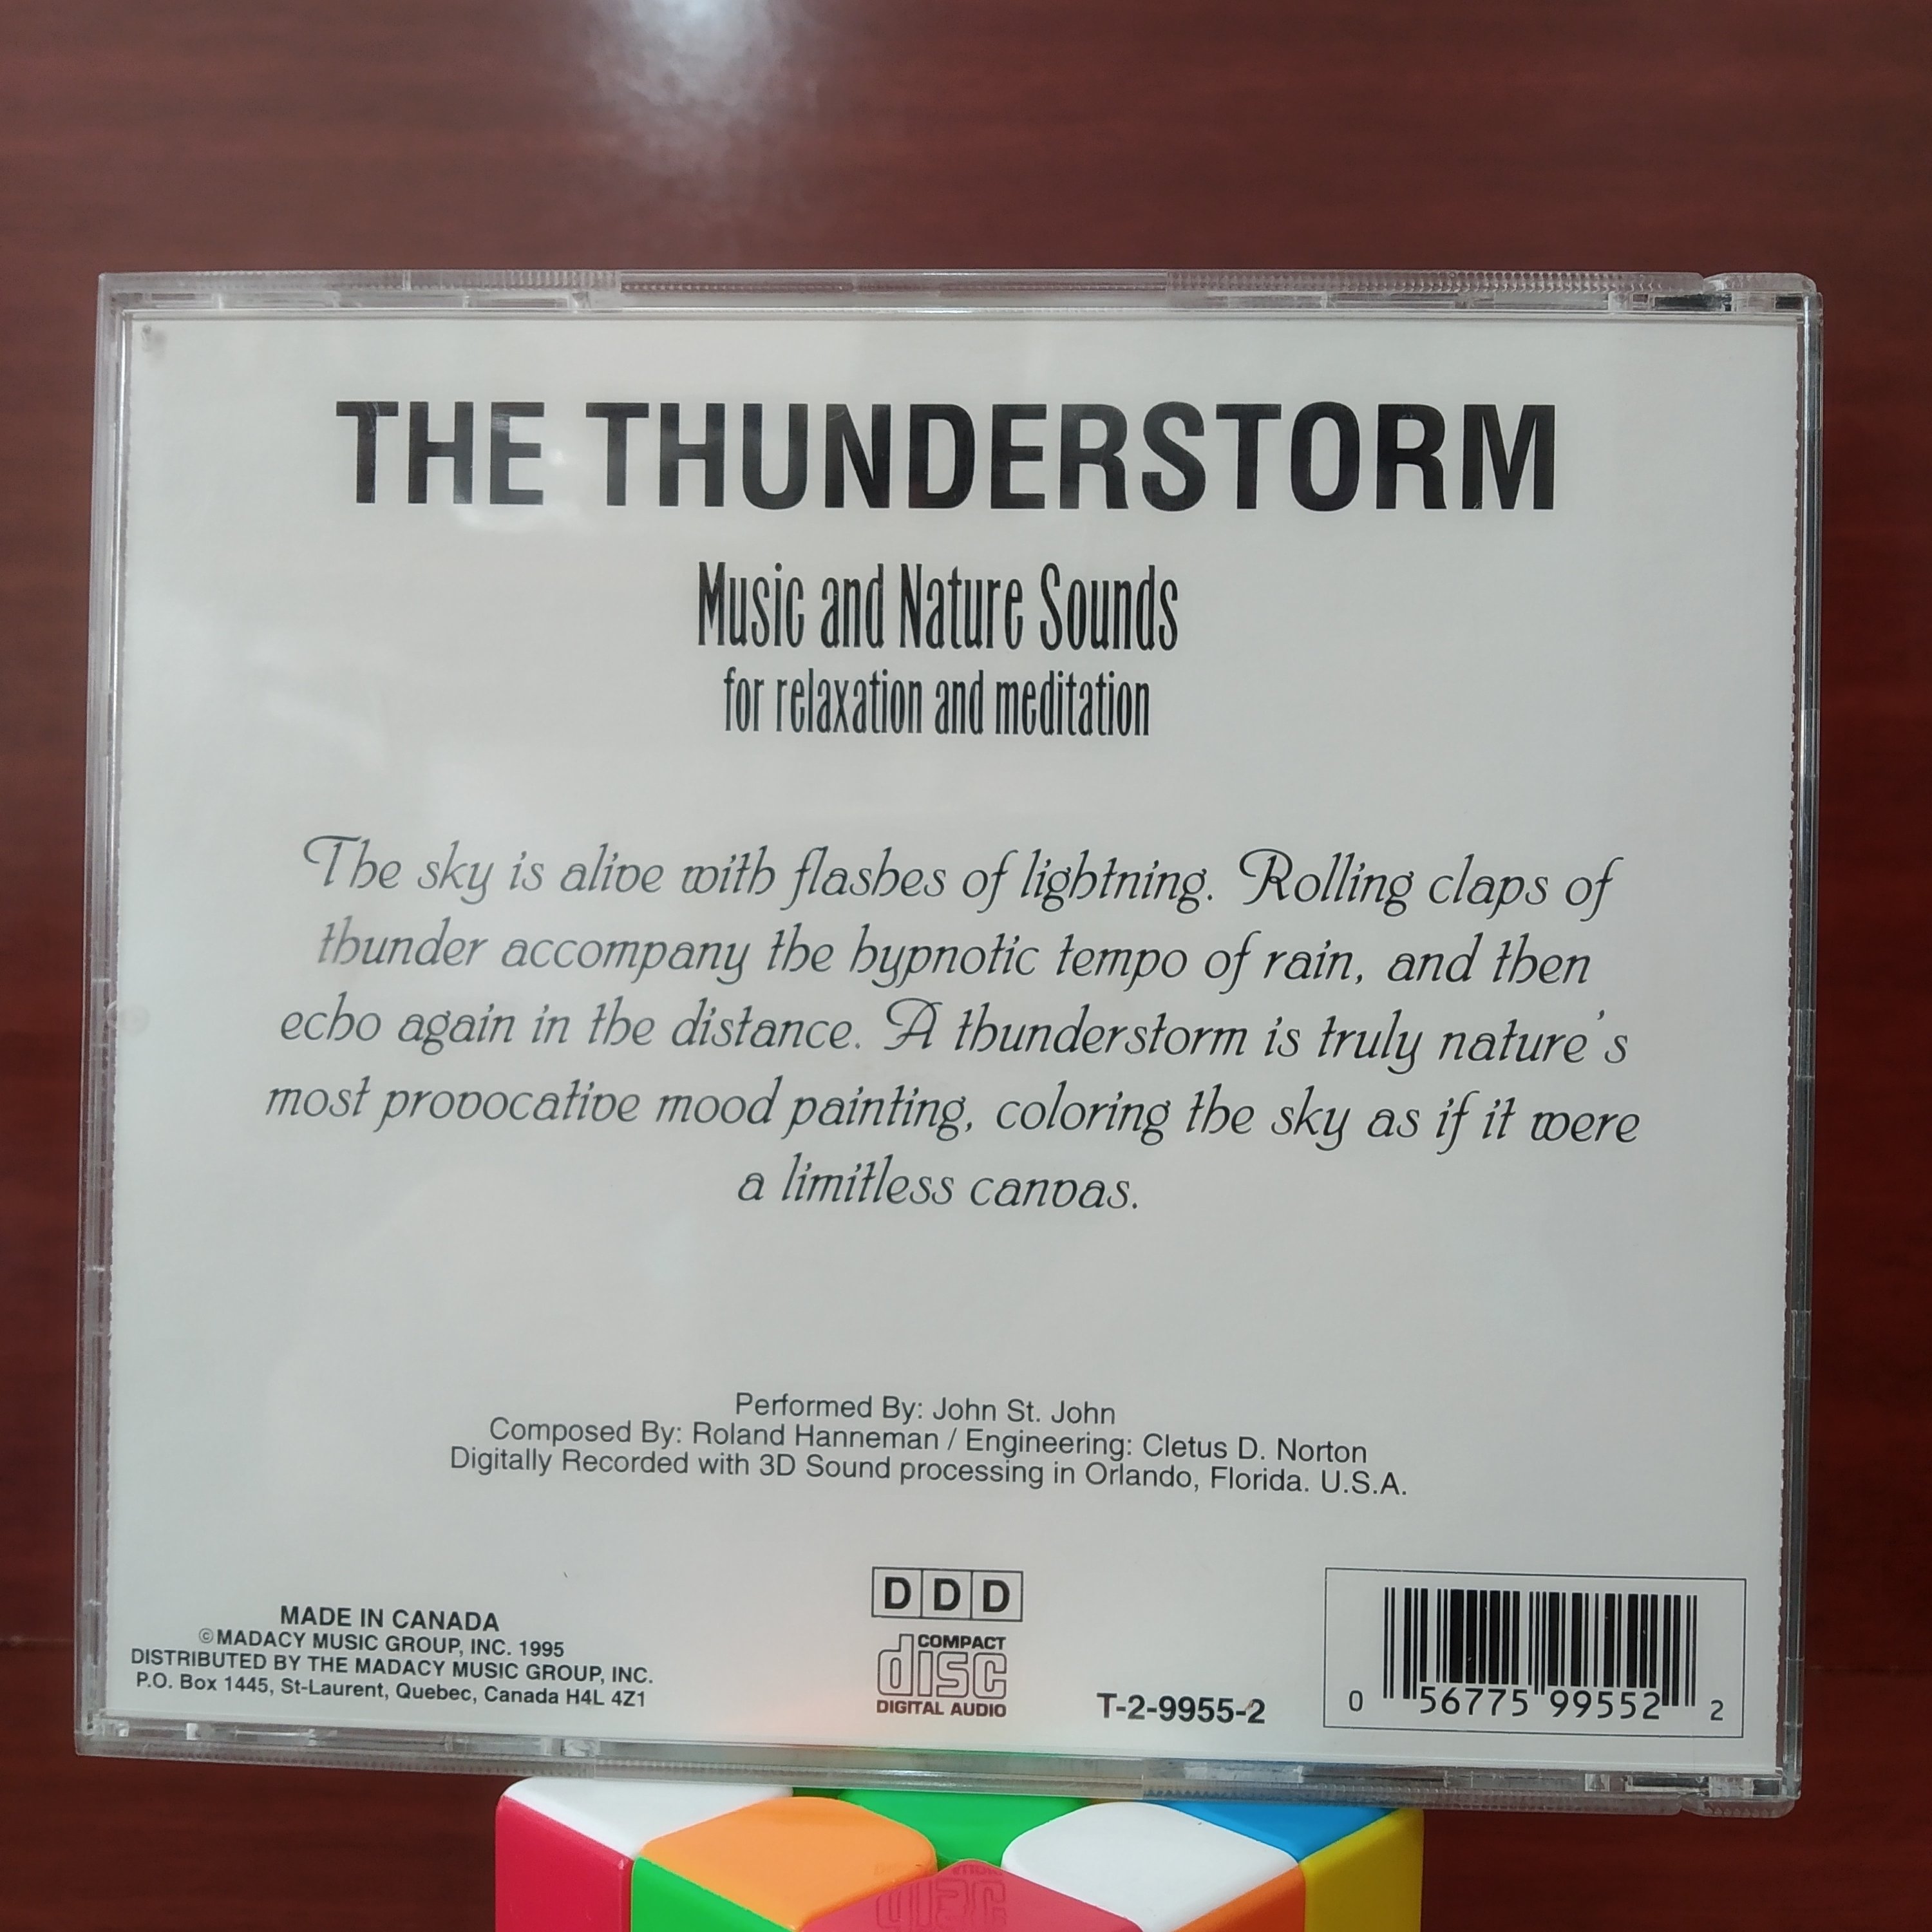 THE THUNDERSTORM
Music and Nature Sounds
for relaxation and meditation
The sky is alive with flashes of lightning. Rolling claps of
thunder accompany the hypnotic tempo of rain, and then
echo again in the distance. A thunderstorm is truly nature's
most provocative mood painting, coloring the sky as if it were
a limitless canvas.
Performed By: John St. John
Composed By: Roland Hanneman / Engineering: Cletus D. Norton
Digitally Recorded with 3D Sound processing in Orlando, Florida. U.S.A.
MADE IN CANADA
©MADACY MUSIC GROUP, INC. 1995
DISTRIBUTED BY THE MADACY MUSIC GROUP, INC.
P.O. Box 1445, St-Laurent, Quebec, Canada H4L 4Z1
DDD
COMPACT
disc
DIGITAL AUDIO
T-2-9955-2
0 56775 99552 2